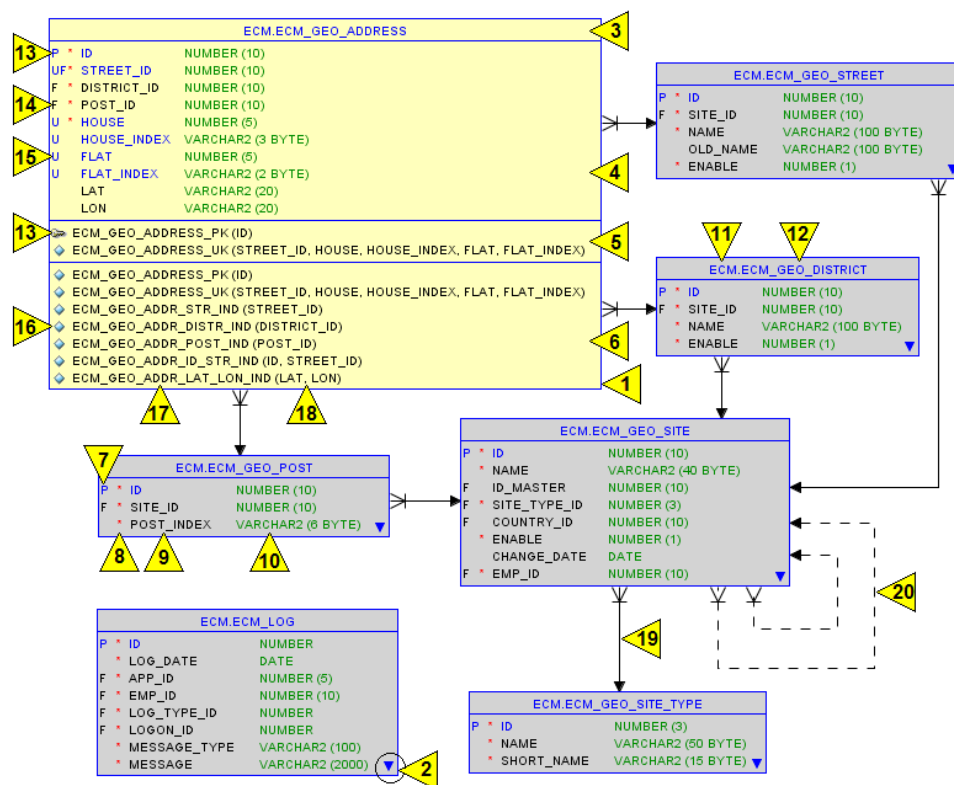 ECM.ECM_GEO_ADDRESS
3
13
P * ID NUMBER (10)
UF* STREET_ID NUMBER (10)
F * DISTRICT_ID NUMBER (10)
14
F * POST_ID NUMBER (10)
U * HOUSE NUMBER (5)
U HOUSE_INDEX VARCHAR2 (3 BYTE)
15
U FLAT NUMBER (5)
U FLAT_INDEX VARCHAR2 (2 BYTE)
4
LAT VARCHAR2 (20)
LON VARCHAR2 (20)
13
ECM_GEO_ADDRESS_PK (ID)
ECM_GEO_ADDRESS_UK (STREET_ID, HOUSE, HOUSE_INDEX, FLAT, FLAT_INDEX)
5
ECM_GEO_ADDRESS_PK (ID)
ECM_GEO_ADDRESS_UK (STREET_ID, HOUSE, HOUSE_INDEX, FLAT, FLAT_INDEX)
ECM_GEO_ADDR_STR_IND (STREET_ID)
16
ECM_GEO_ADDR_DISTR_IND (DISTRICT_ID)
ECM_GEO_ADDR_POST_IND (POST_ID)
6
ECM_GEO_ADDR_ID_STR_IND (ID, STREET_ID)
ECM_GEO_ADDR_LAT_LON_IND (LAT, LON)
1
17
18
ECM.ECM_GEO_STREET
P * ID NUMBER (10)
F * SITE_ID NUMBER (10)
* NAME VARCHAR2 (100 BYTE)
OLD_NAME VARCHAR2 (100 BYTE)
* ENABLE NUMBER (1)
11
12
ECM.ECM_GEO_DISTRICT
P * ID NUMBER (10)
F * SITE_ID NUMBER (10)
* NAME VARCHAR2 (100 BYTE)
* ENABLE NUMBER (1)
7
ECM.ECM_GEO_POST
P * ID NUMBER (10)
F * SITE_ID NUMBER (10)
* POST_INDEX VARCHAR2 (6 BYTE)
8
9
10
ECM.ECM_GEO_SITE
P * ID NUMBER (10)
* NAME VARCHAR2 (40 BYTE)
F ID_MASTER NUMBER (10)
F * SITE_TYPE_ID NUMBER (3)
F COUNTRY_ID NUMBER (10)
* ENABLE NUMBER (1)
CHANGE_DATE DATE
F * EMP_ID NUMBER (10)
20
19
ECM.ECM_LOG
P * ID NUMBER
* LOG_DATE DATE
F * APP_ID NUMBER (5)
F * EMP_ID NUMBER (10)
F * LOG_TYPE_ID NUMBER
F * LOGON_ID NUMBER
* MESSAGE_TYPE VARCHAR2 (100)
* MESSAGE VARCHAR2 (2000)
2
ECM.ECM_GEO_SITE_TYPE
P * ID NUMBER (3)
* NAME VARCHAR2 (50 BYTE)
* SHORT_NAME VARCHAR2 (15 BYTE)